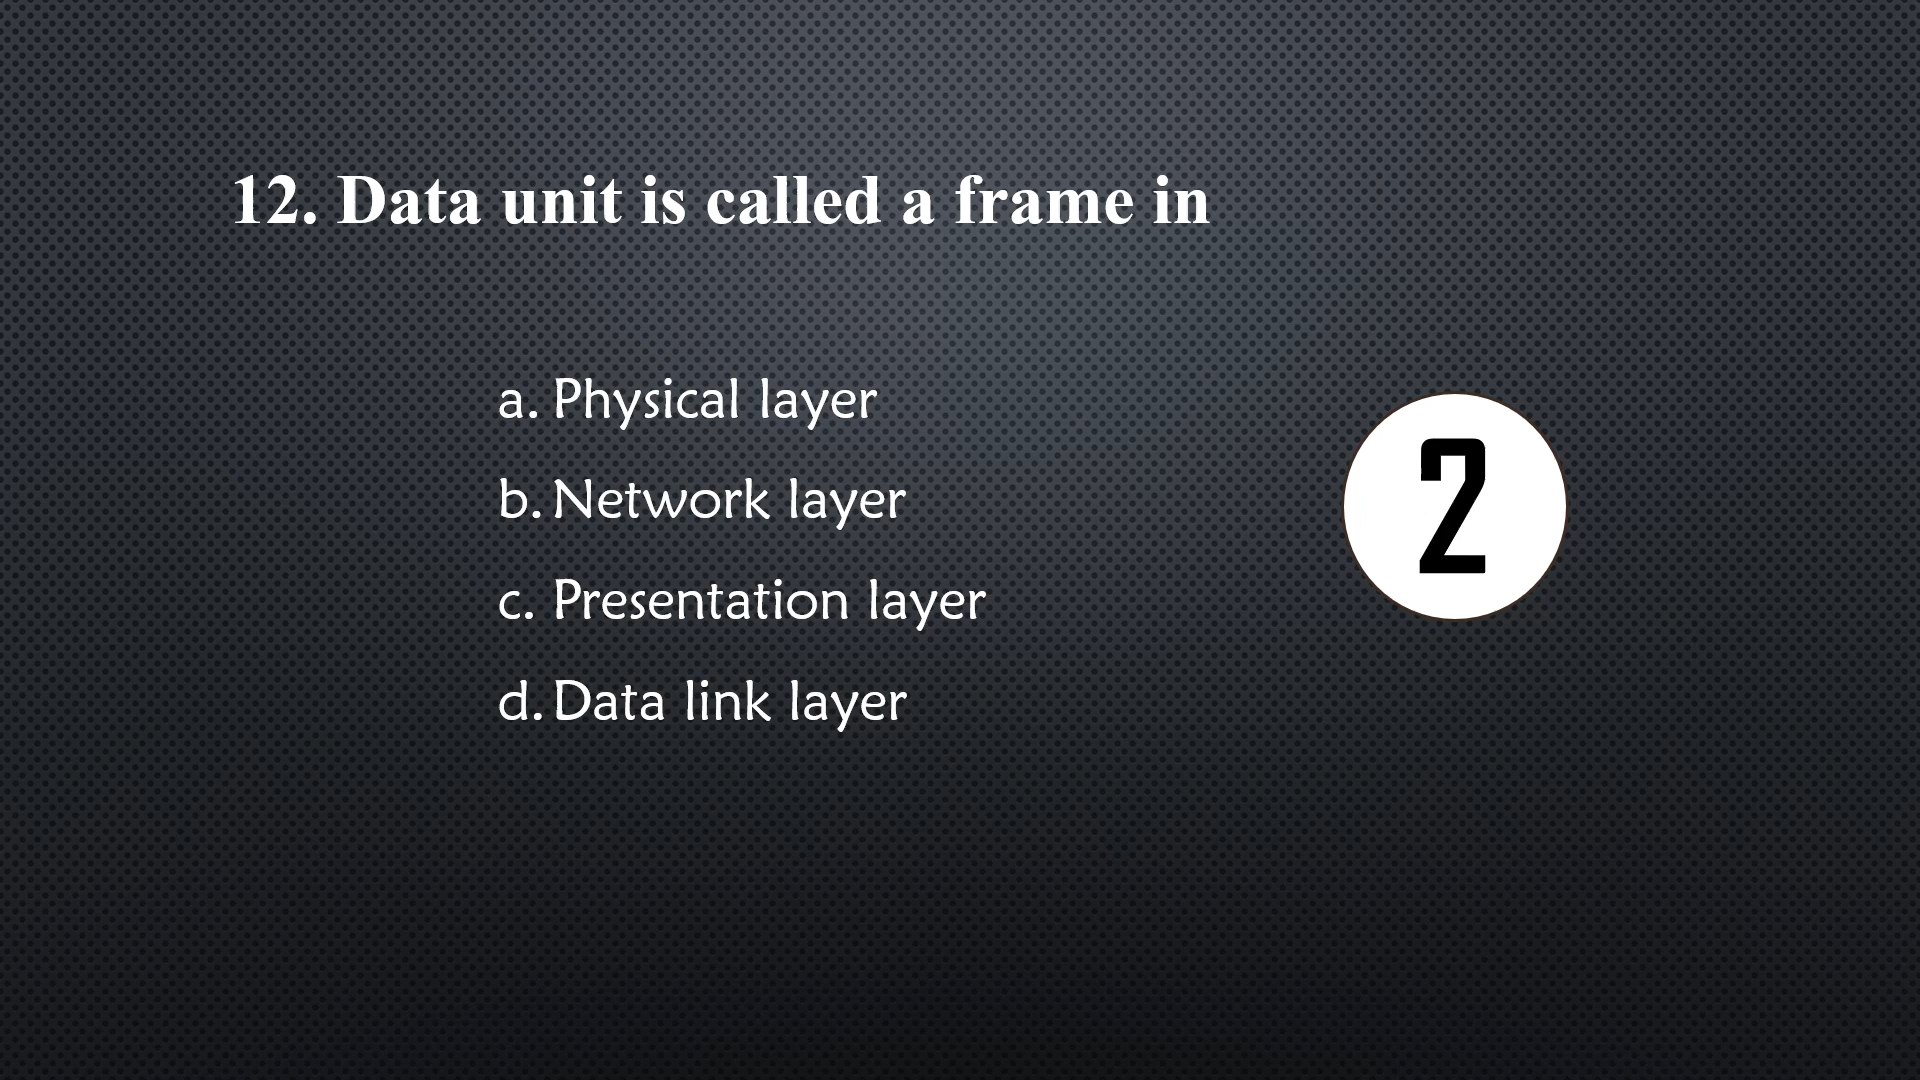 12. Data unit is called a frame in
a. Physical layer
b. Network layer
2
c. Presentation layer
d. Data link layer